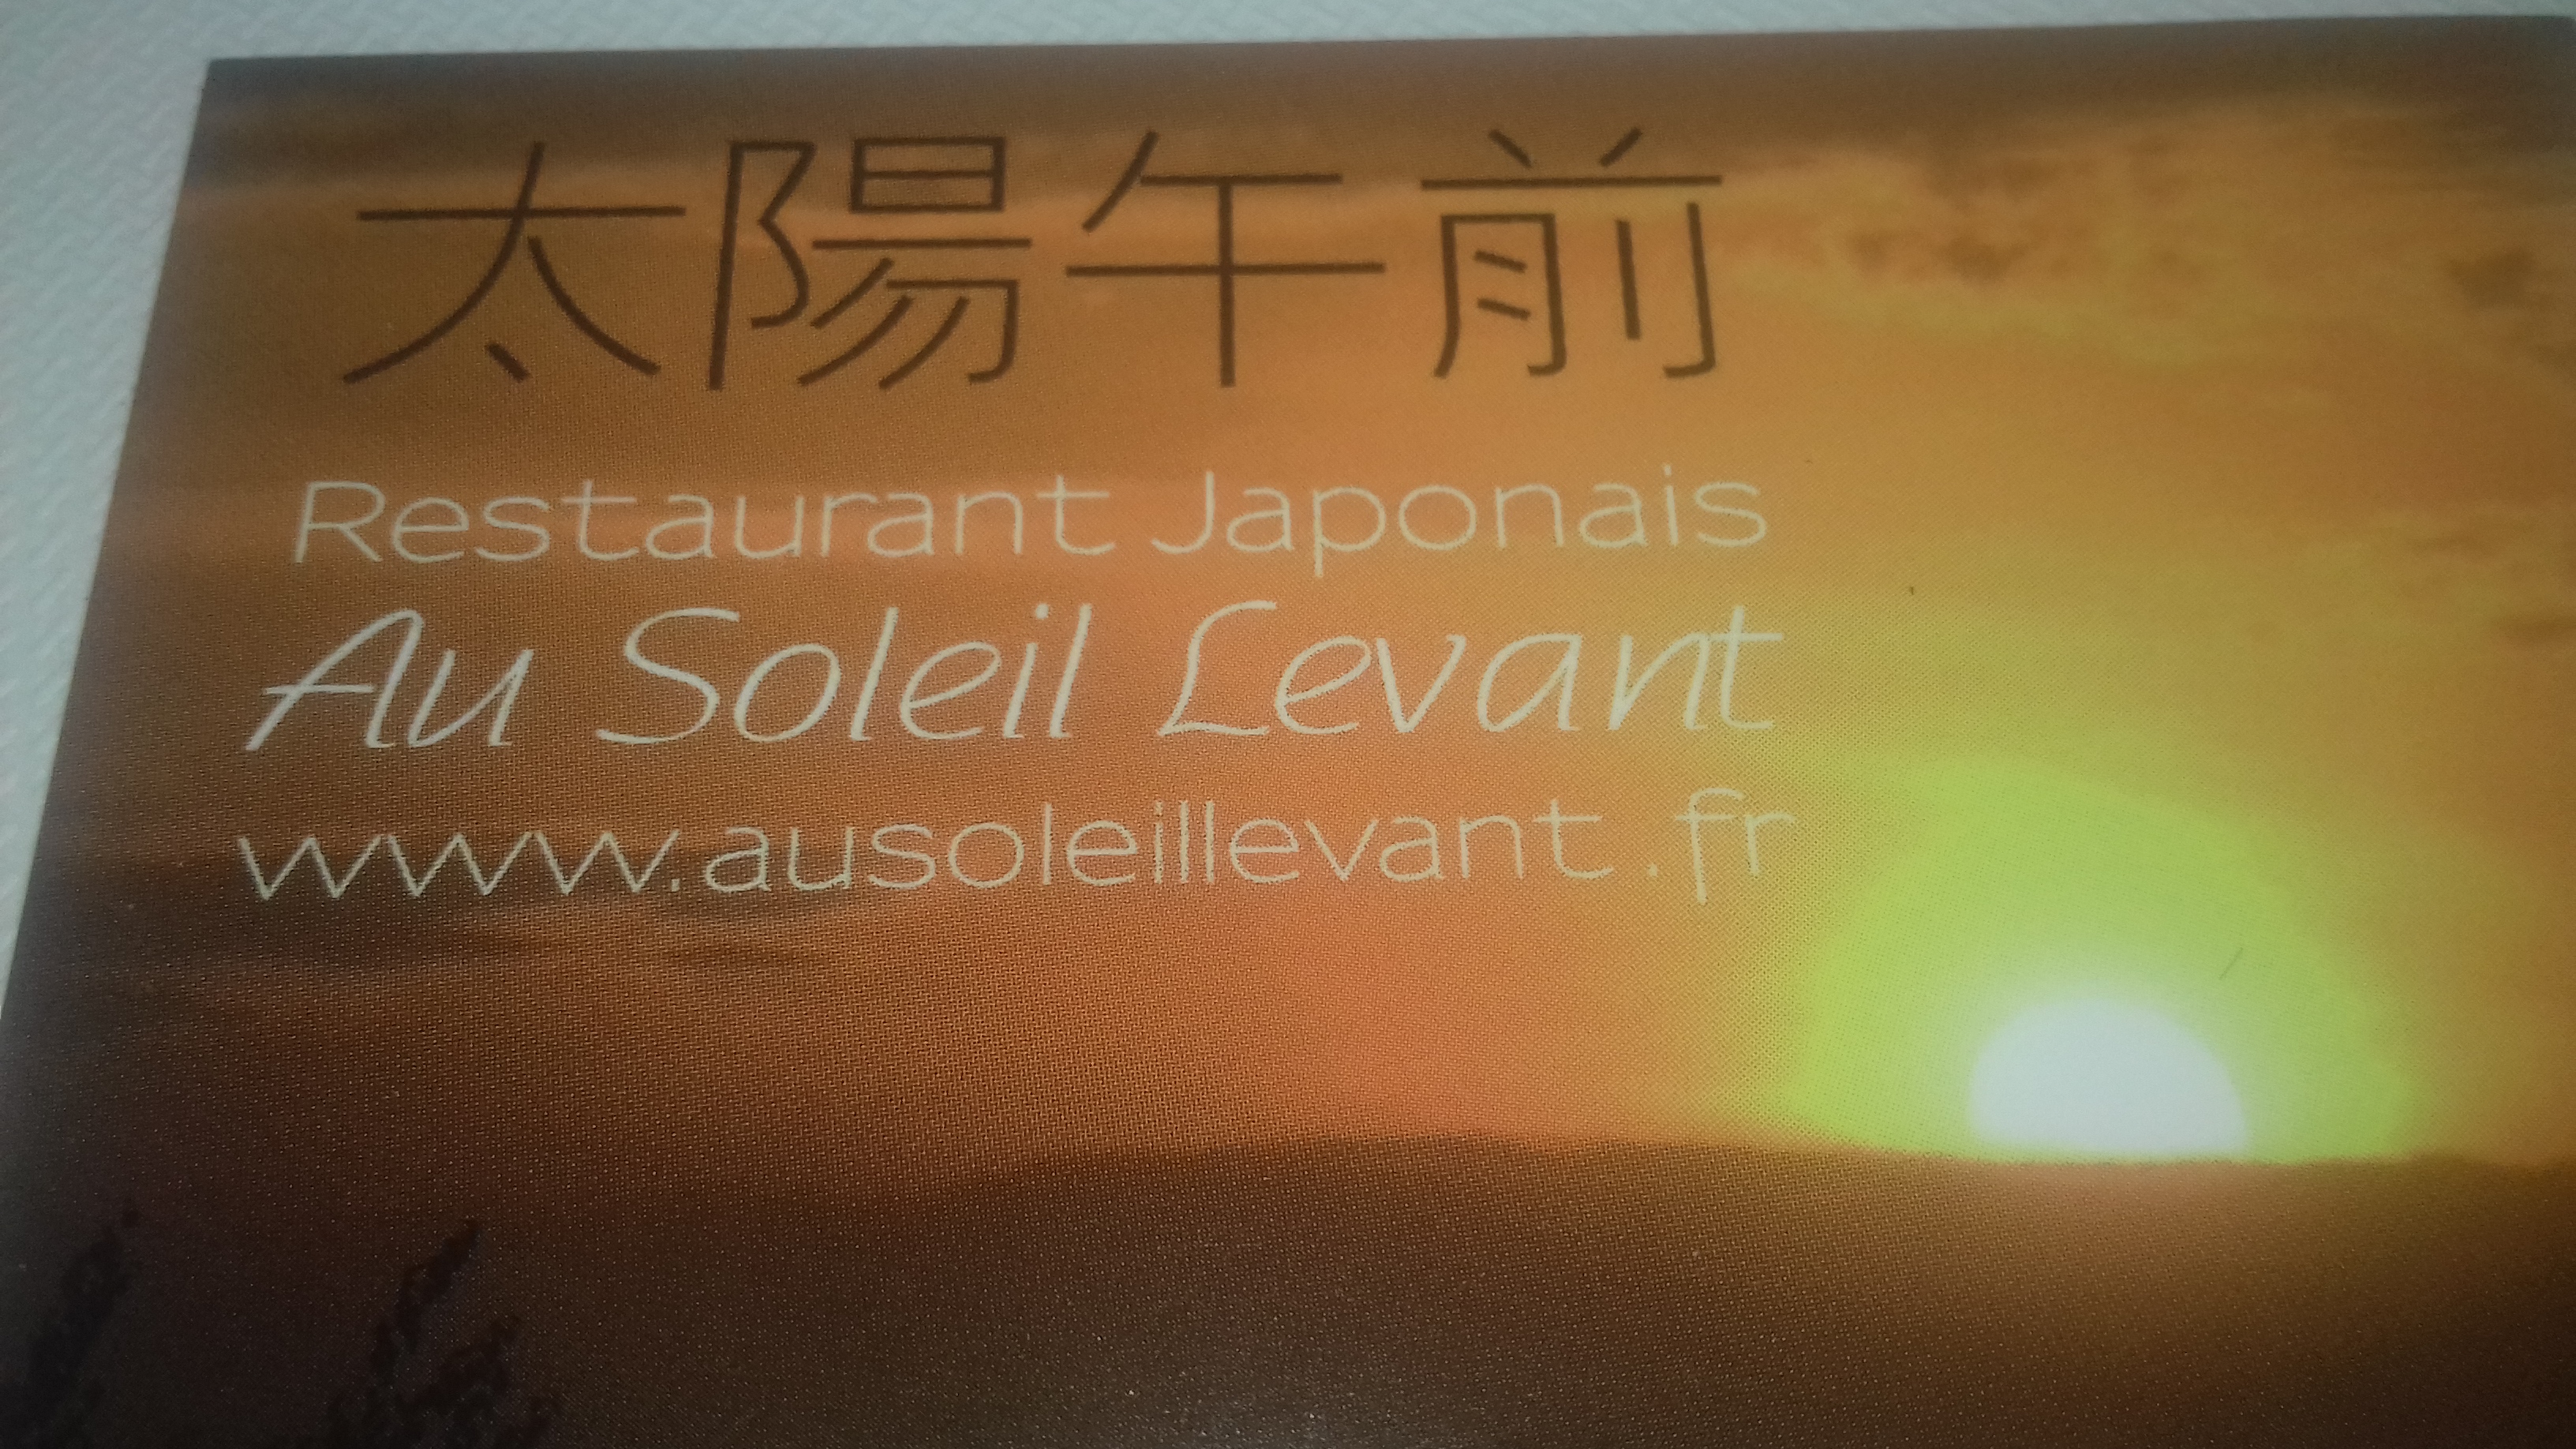 太陽午前
Restaurant Japonais
Au Soleil Levant
www.ausoleillevant.fr